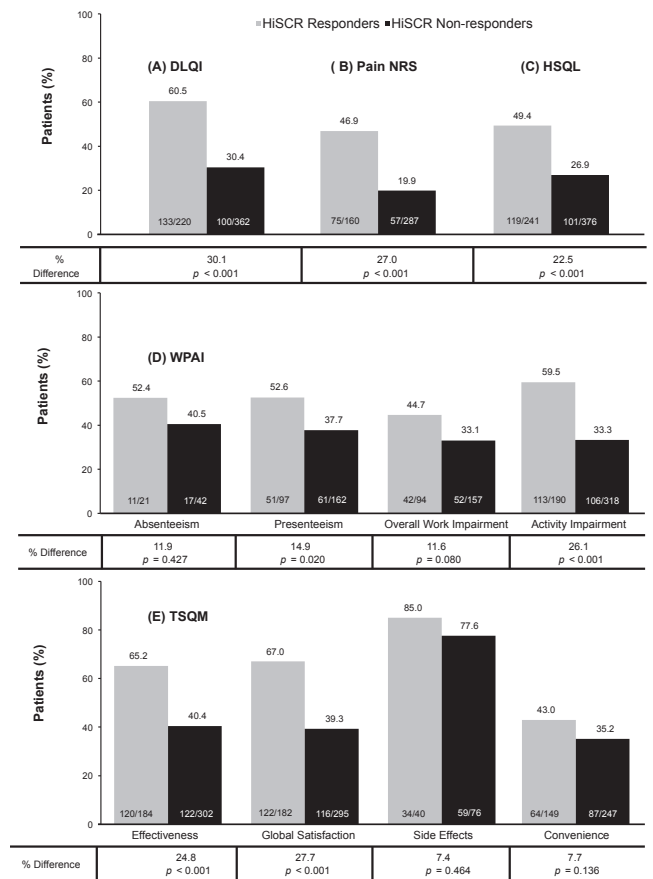 HiSCR Responders HiSCR Non-responders
100
80
60
40
20
0
Patients (%)
(A) DLQI ( B) Pain NRS (C) HSQL
60.5 30.4 46.9 19.9 49.4 26.9
133/220 100/362 75/160 57/287 119/241 101/376
% Difference
30.1 27.0 22.5
p < 0.001 p < 0.001 p < 0.001
100
80
60
40
20
0
Patients (%)
(D) WPAI
52.4 40.5 52.6 37.7 44.7 33.1 59.5 33.3
11/21 17/42 51/97 61/162 42/94 52/157 113/190 106/318
Absenteeism Presenteeism Overall Work Impairment Activity Impairment
% Difference
11.9 14.9 11.6 26.1
p = 0.427 p = 0.020 p = 0.080 p < 0.001
100
80
60
40
20
0
Patients (%)
(E) TSQM
65.2 40.4 67.0 39.3 85.0 77.6 43.0 35.2
120/184 122/302 122/182 116/295 34/40 59/76 64/149 87/247
Effectiveness Global Satisfaction Side Effects Convenience
% Difference
24.8 27.7 7.4 7.7
p < 0.001 p < 0.001 p = 0.464 p = 0.136